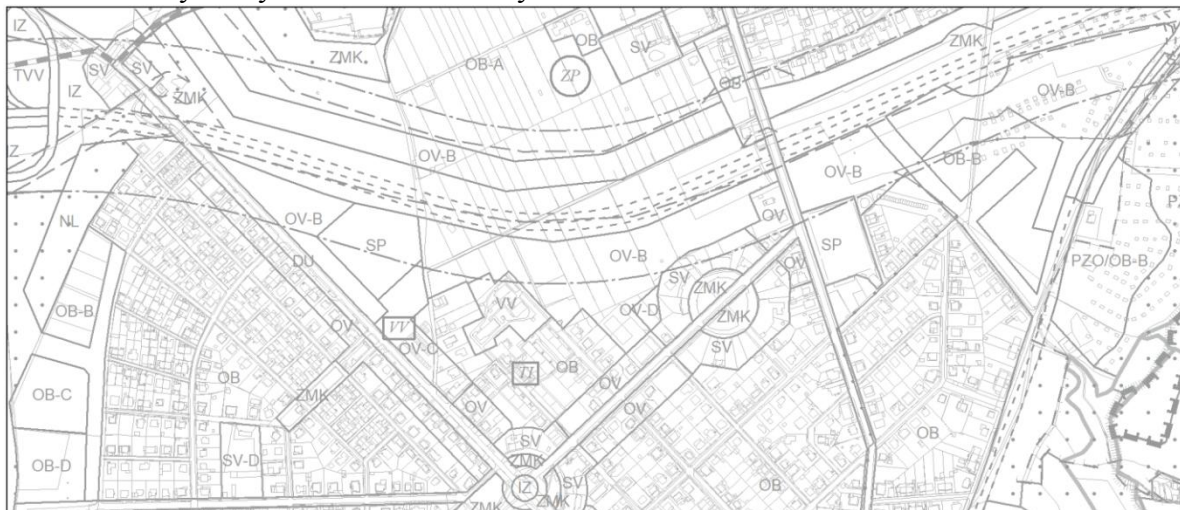 IZ
TVV
SV
SV
IZ
ZMK
IZ
ZMK
OB-A
OB
SV
ZP
OB
ZMK
OV-B
OV-B
OV-B
OB-B
NL
OV-B
SP
DU
OV-B
OV
SP
PZO/OB-B
OB-B
OV
VV
OV-C
VV
TI
OB
OV-D
SV
ZMK
ZMK
OV
SV
OV
OV
OV
OB
ZMK
OB-C
OB-D
SV-D
SV
ZMK
IZ
ZMK
SV
ZMK
OB
OB